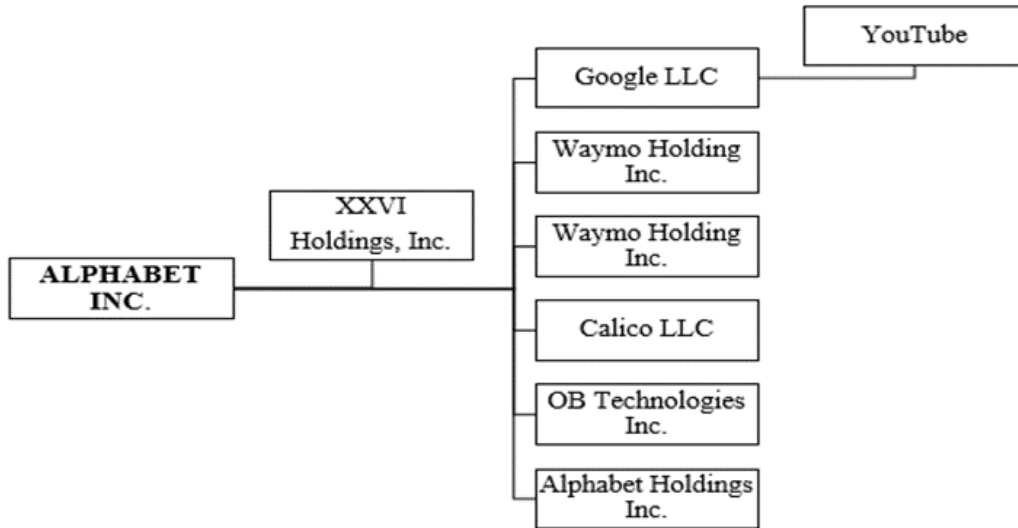 YouTube
Google LLC
Waymo Holding
Inc.
XXVI
Holdings, Inc.
Waymo Holding
Inc.
ALPHABET
INC.
Calico LLC
OB Technologies
Inc.
Alphabet Holdings
Inc.